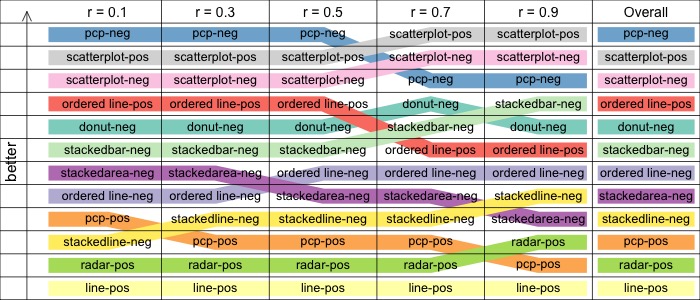 r = 0.1 r = 0.3 r = 0.5 r = 0.7 r = 0.9 Overall
pcp-neg pcp-neg pcp-neg scatterplot-pos scatterplot-pos pcp-neg
scatterplot-pos scatterplot-pos scatterplot-pos scatterplot-neg scatterplot-neg scatterplot-pos
scatterplot-neg scatterplot-neg scatterplot-neg pcp-neg pcp-neg scatterplot-neg
ordered line-pos ordered line-pos ordered line-pos donut-neg stackedbar-neg ordered line-pos
donut-neg donut-neg donut-neg stackedbar-neg donut-neg donut-neg
stackedbar-neg stackedbar-neg stackedbar-neg ordered line-pos ordered line-pos stackedbar-neg
stackedarea-neg stackedarea-neg ordered line-neg ordered line-neg ordered line-neg ordered line-neg
ordered line-neg ordered line-neg stackedarea-neg stackedarea-neg stackedline-neg stackedarea-neg
pcp-pos stackedline-neg stackedline-neg stackedline-neg stackedarea-neg stackedline-neg
stackedline-neg pcp-pos pcp-pos pcp-pos radar-pos pcp-pos
radar-pos radar-pos radar-pos radar-pos pcp-pos radar-pos
line-pos line-pos line-pos line-pos line-pos line-pos
better